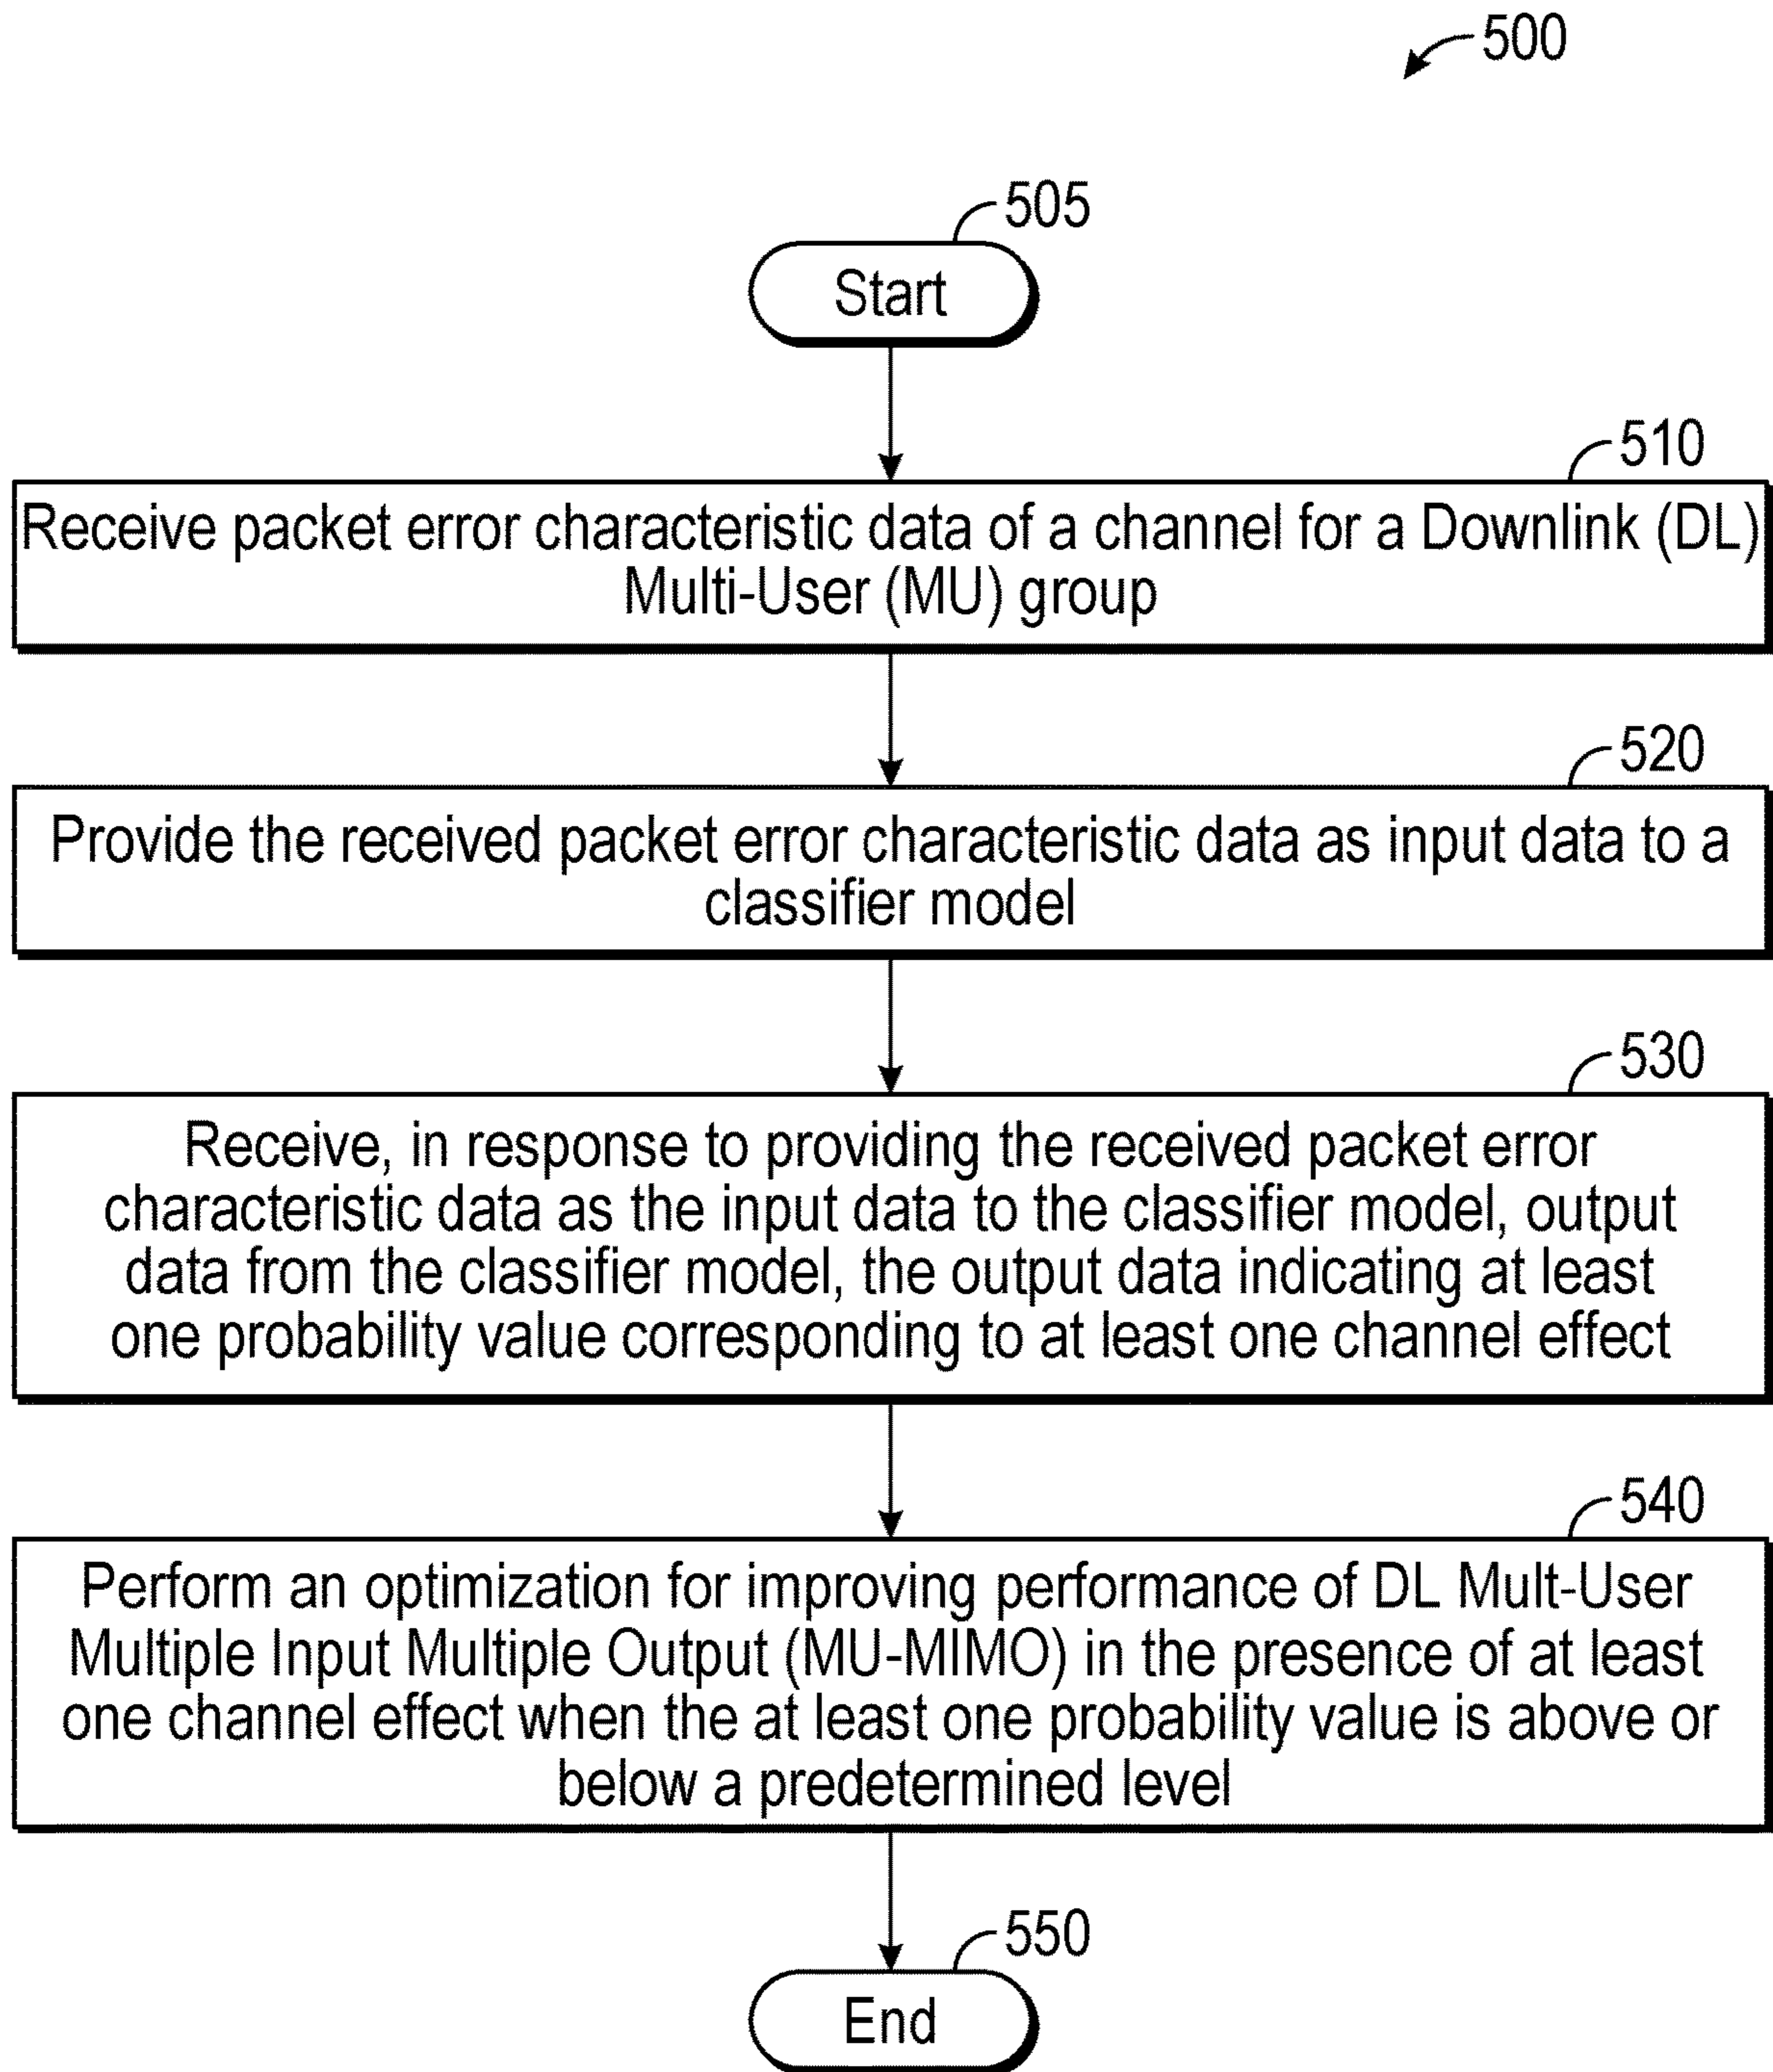 500
505
Start
510
Receive packet error characteristic data of a channel for a Downlink (DL)
Multi-User (MU) group
520
Provide the received packet error characteristic data as input data to a
classifier model
530
Receive, in response to providing the received packet error
characteristic data as the input data to the classifier model, output
data from the classifier model, the output data indicating at least
one probability value corresponding to at least one channel effect
540
Perform an optimization for improving performance of DL Mult-User
Multiple Input Multiple Output (MU-MIMO) in the presence of at least
one channel effect when the at least one probability value is above or
below a predetermined level
550
End